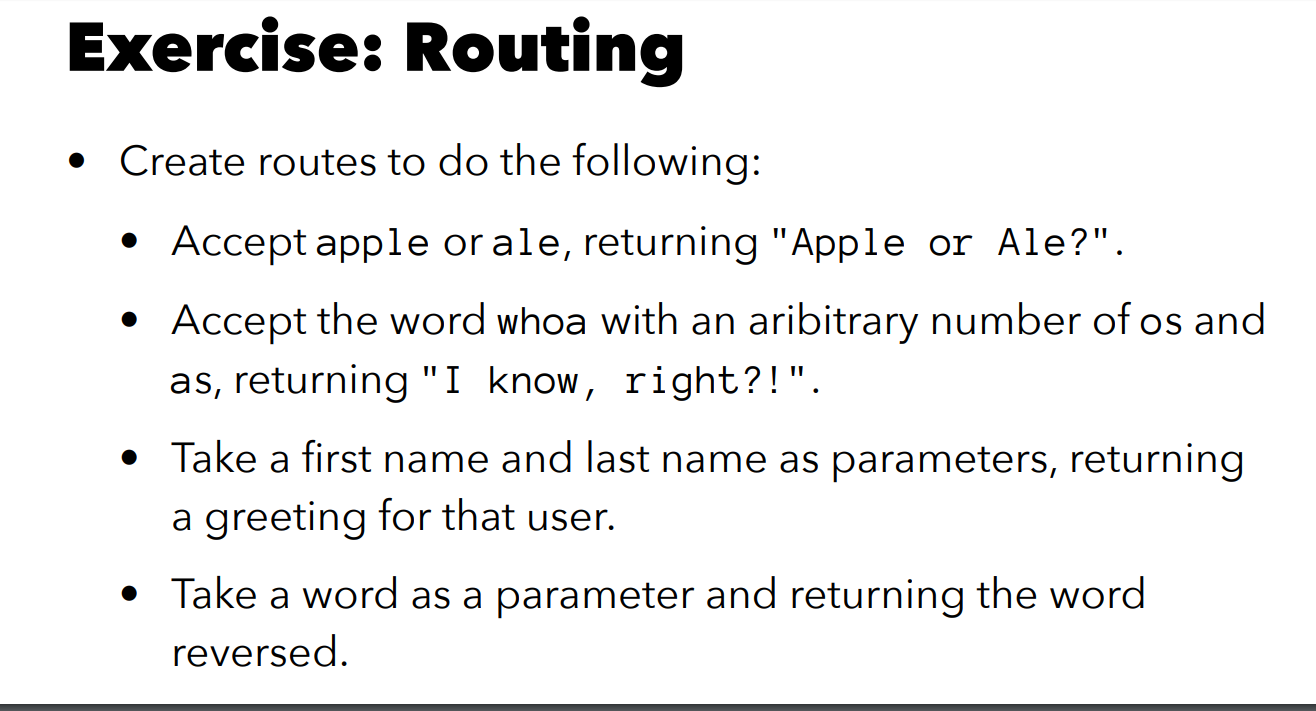 Exercise: Routing
• Create routes to do the following:
• Accept apple or ale, returning "Apple or Ale?".
• Accept the word whoa with an aribitrary number of os and
as, returning "I know, right?!".
• Take a first name and last name as parameters, returning
a greeting for that user.
• Take a word as a parameter and returning the word
reversed.